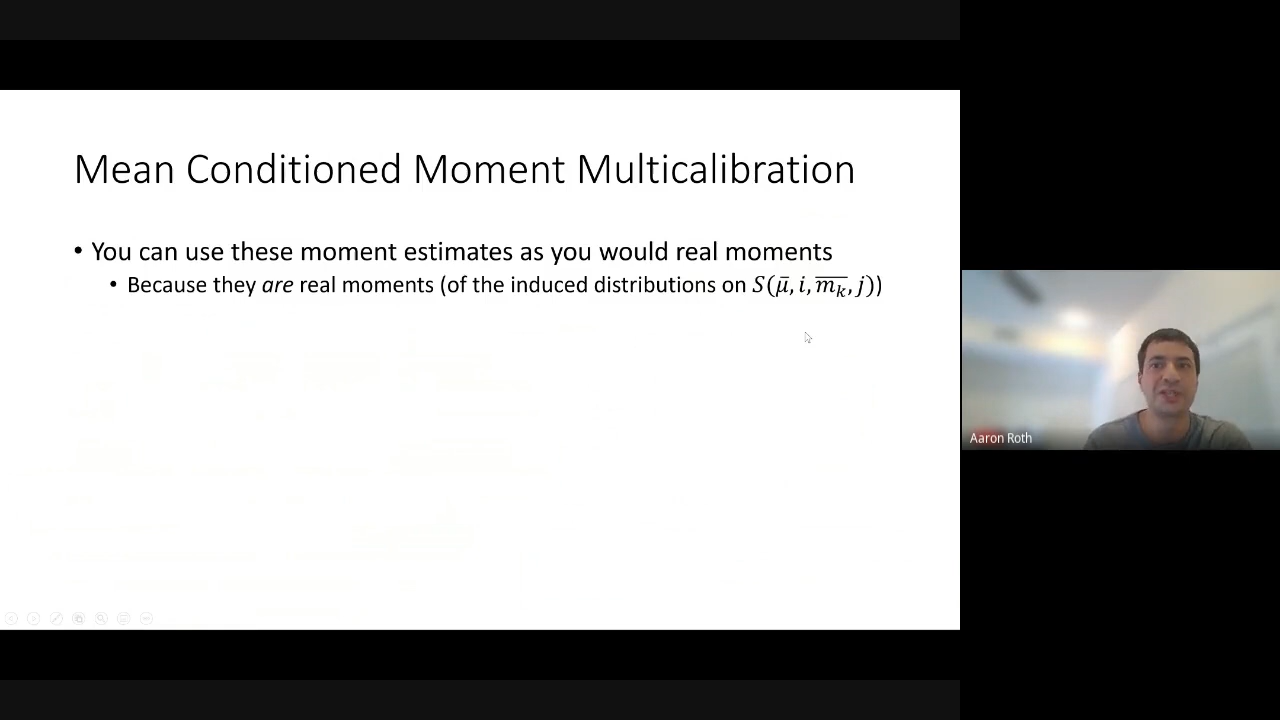 Mean Conditioned Moment Multicalibration
• You can use these moment estimates as you would real moments
• Because they are real moments (of the induced distributions on 𝑆(μ̄, 𝑖, m̅ₖ, 𝑗))
Aaron Roth